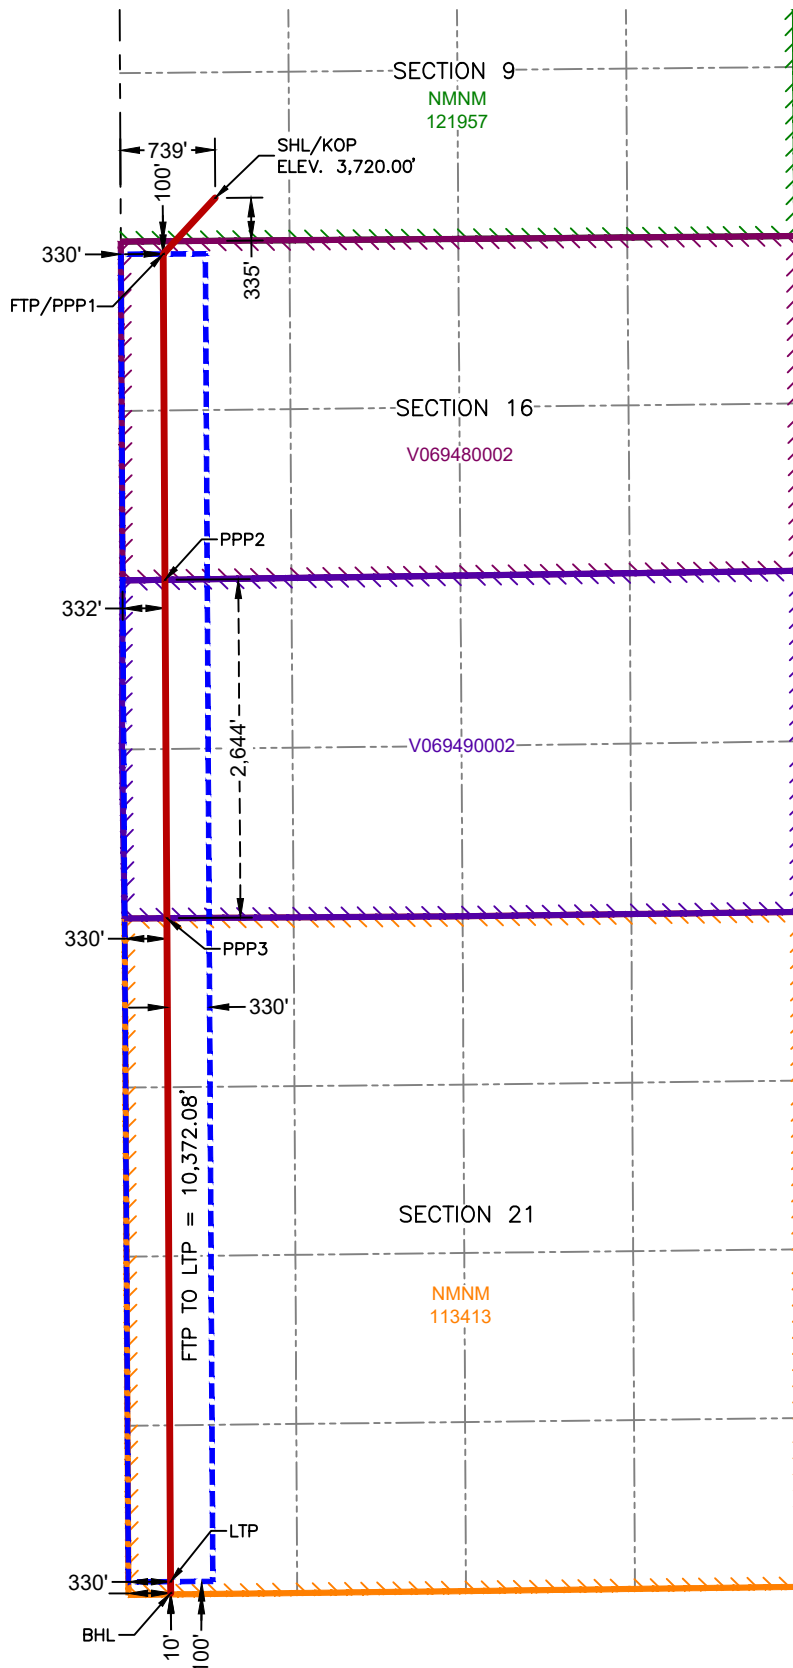 SECTION 9
NMNM
121957
739'
SHL/KOP
ELEV. 3,720.00'
100'
330'
335'
FTP/PPP1
SECTION 16
V069480002
PPP2
332'
2,644'
V069490002
330'
PPP3
330'
FTP TO LTP = 10,372.08'
SECTION 21
NMNM
113413
LTP
330'
BHL
10'
100'